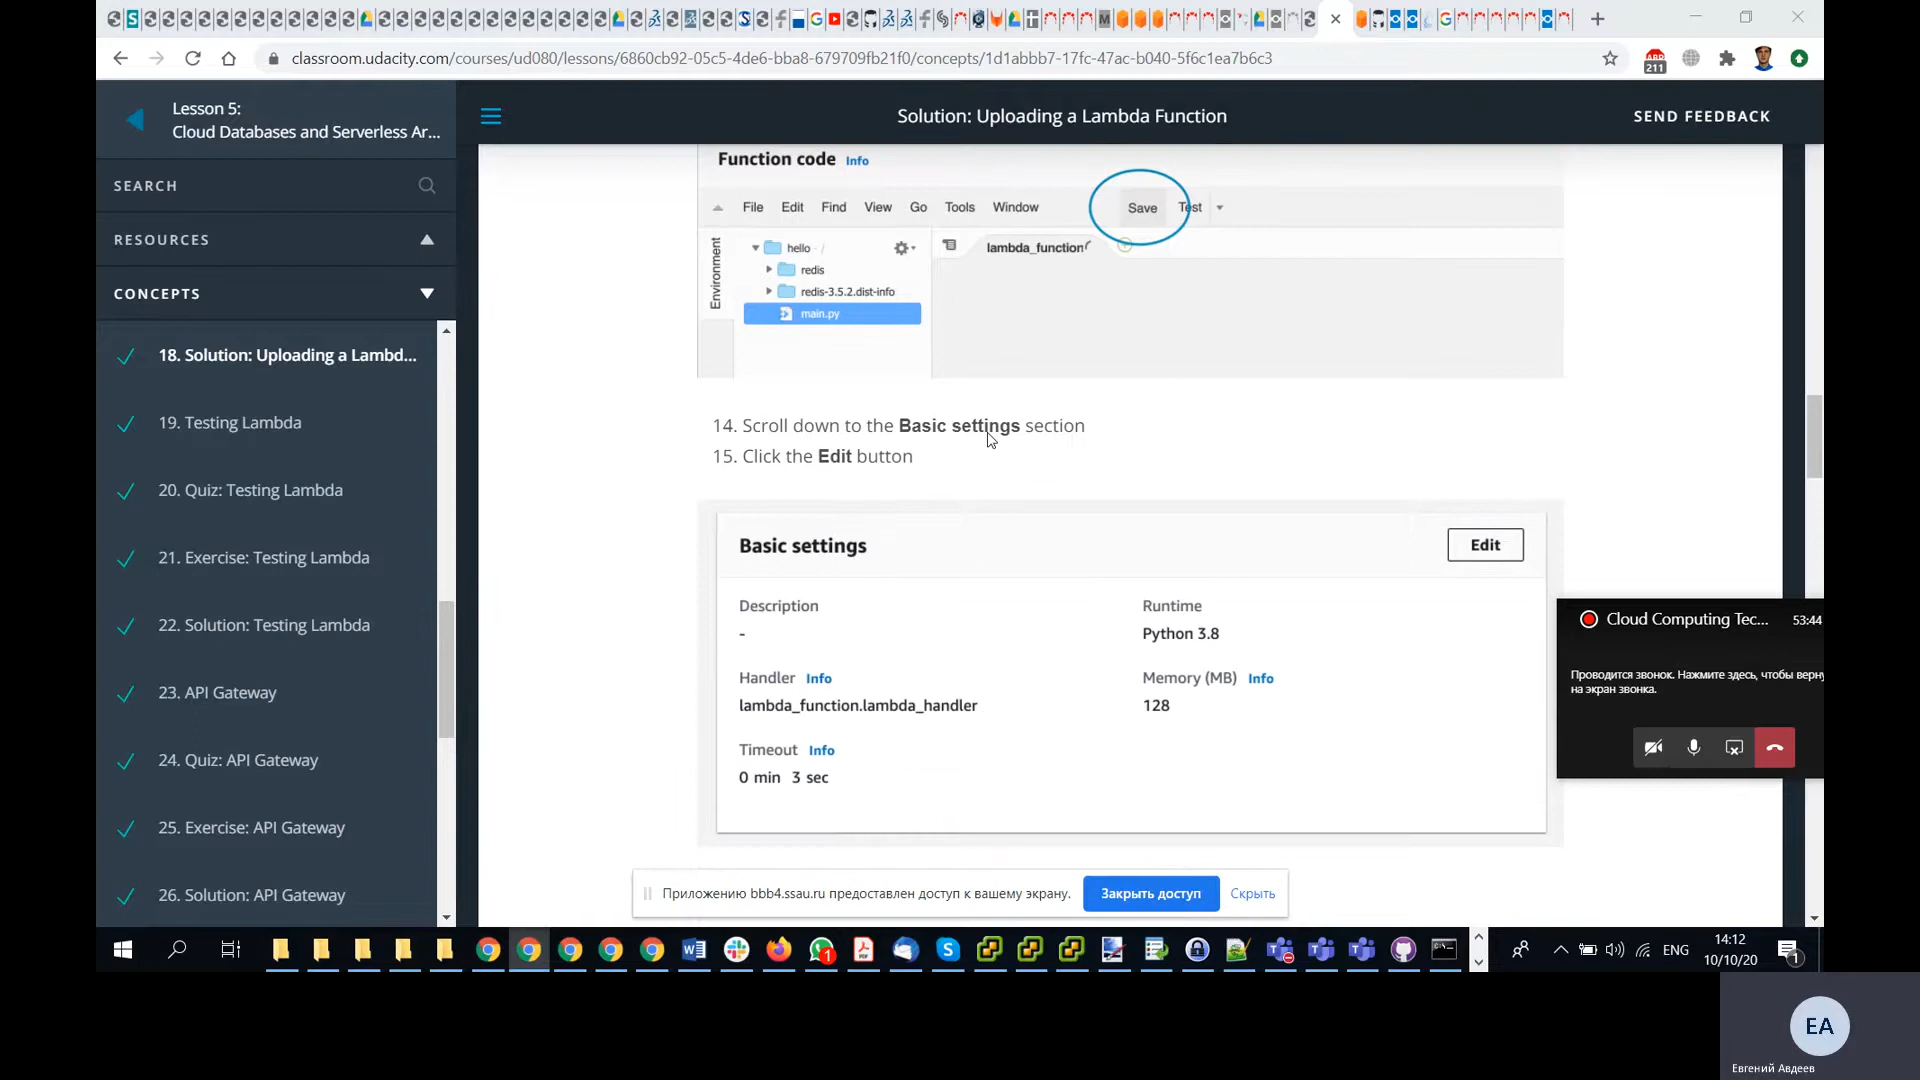 classroom.udacity.com/courses/ud080/lessons/6860cb92-05c5-4de6-bba8-679709fb21f0/concepts/1d1abbb7-17fc-47ac-b040-5f6c1ea7b6c3
211
Lesson 5:
Cloud Databases and Serverless Ar...
Solution: Uploading a Lambda Function
SEND FEEDBACK
SEARCH
RESOURCES
CONCEPTS
18. Solution: Uploading a Lambd...
19. Testing Lambda
20. Quiz: Testing Lambda
21. Exercise: Testing Lambda
22. Solution: Testing Lambda
23. API Gateway
24. Quiz: API Gateway
25. Exercise: API Gateway
26. Solution: API Gateway
Function code Info
File Edit Find View Go Tools Window Save Test
Environment
hello /
redis
redis-3.5.2.dist-info
main.py
lambda_function
14. Scroll down to the Basic settings section
15. Click the Edit button
Basic settings
Edit
Description
-
Runtime
Python 3.8
Handler Info
lambda_function.lambda_handler
Memory (MB) Info
128
Timeout Info
0 min 3 sec
Cloud Computing Tec... 53:44
Проводится звонок. Нажмите здесь, чтобы верну
на экран звонка.
Приложению bbb4.ssau.ru предоставлен доступ к вашему экрану.
Закрыть доступ
Скрыть
1
ENG
14:12
10/10/20
1
EA
Евгений Авдеев